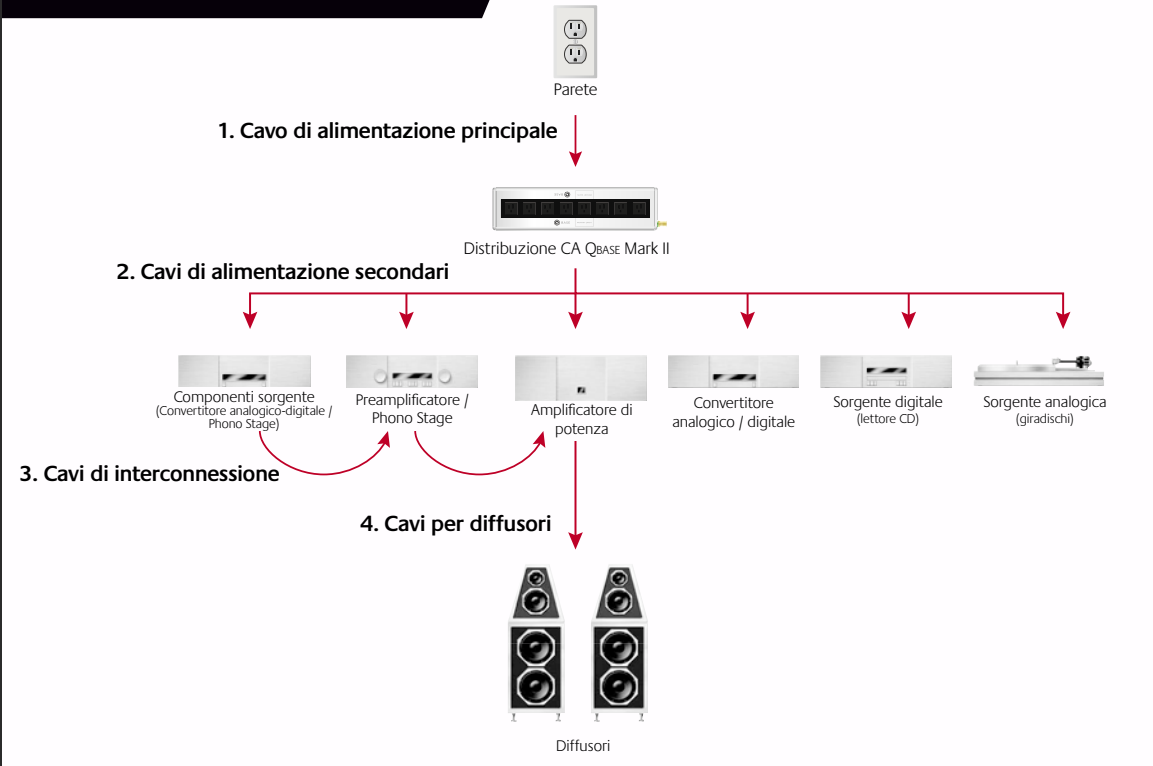 Parete
1. Cavo di alimentazione principale
Distribuzione CA QBASE Mark II
2. Cavi di alimentazione secondari
Componenti sorgente
(Convertitore analogico-digitale /
Phono Stage)
Preamplificatore /
Phono Stage
Amplificatore di
potenza
Convertitore
analogico / digitale
Sorgente digitale
(lettore CD)
Sorgente analogica
(giradischi)
3. Cavi di interconnessione
4. Cavi per diffusori
Diffusori